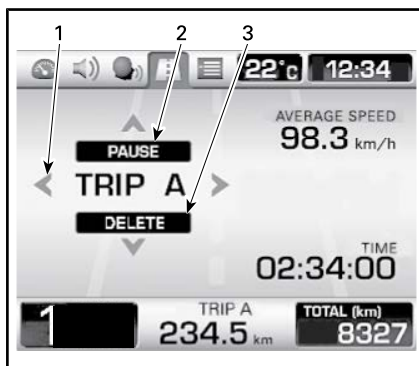 1 2 3
22°c 12:34
AVERAGE SPEED
98.3 km/h
PAUSE
TRIP A
DELETE
TIME
02:34:00
1
TRIP A
234.5 km
TOTAL (km)
8327